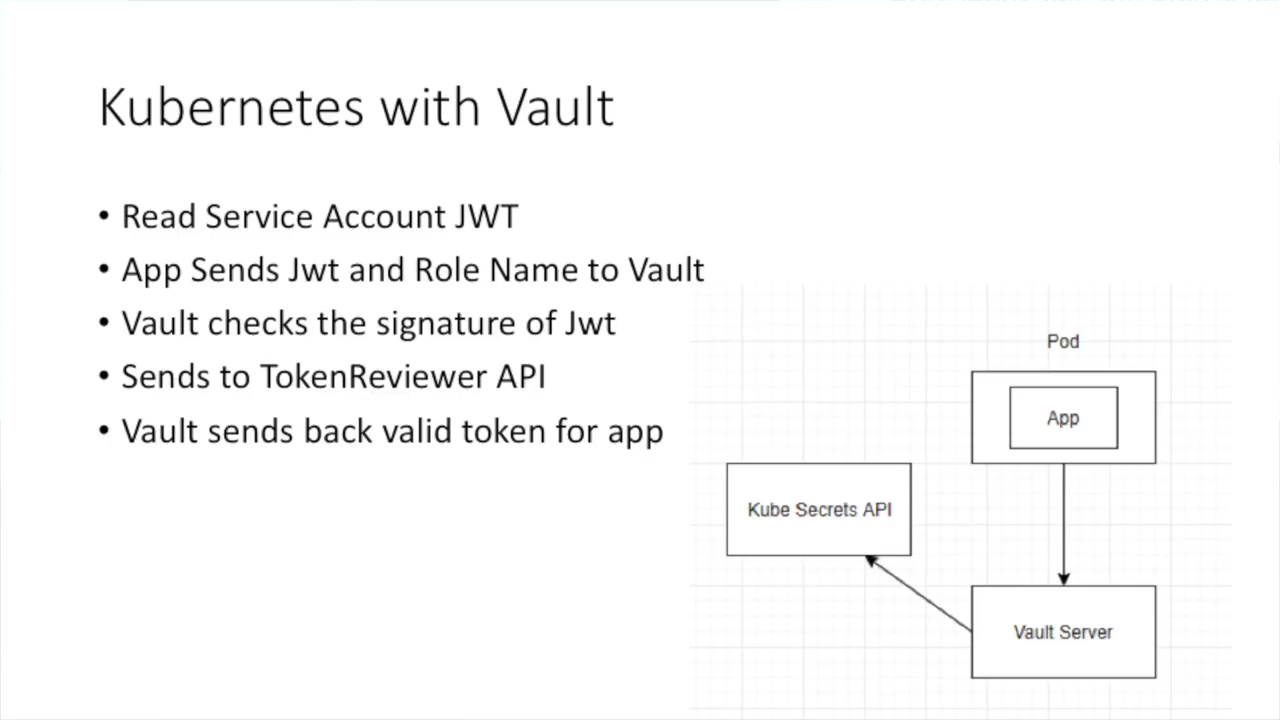 Kubernetes with Vault
• Read Service Account JWT
• App Sends Jwt and Role Name to Vault
• Vault checks the signature of Jwt
• Sends to TokenReviewer API
• Vault sends back valid token for app
Pod
App
Kube Secrets API
Vault Server